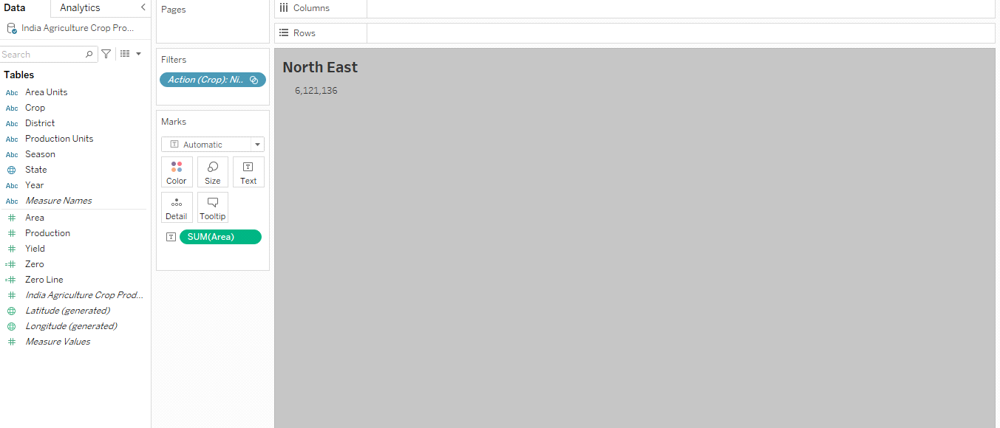 Data
Analytics
India Agriculture Crop Pro...
Search
Tables
Abc Area Units
Abc Crop
Abc District
Abc Production Units
Abc Season
State
Abc Year
Abc Measure Names
# Area
# Production
# Yield
=# Zero
=# Zero Line
# India Agriculture Crop Prod...
Latitude (generated)
Longitude (generated)
# Measure Values
Pages
Filters
Action (Crop): Ni..
Marks
T Automatic
Color
Size
T Text
Detail
Tooltip
T SUM(Area)
Columns
Rows
North East
6,121,136